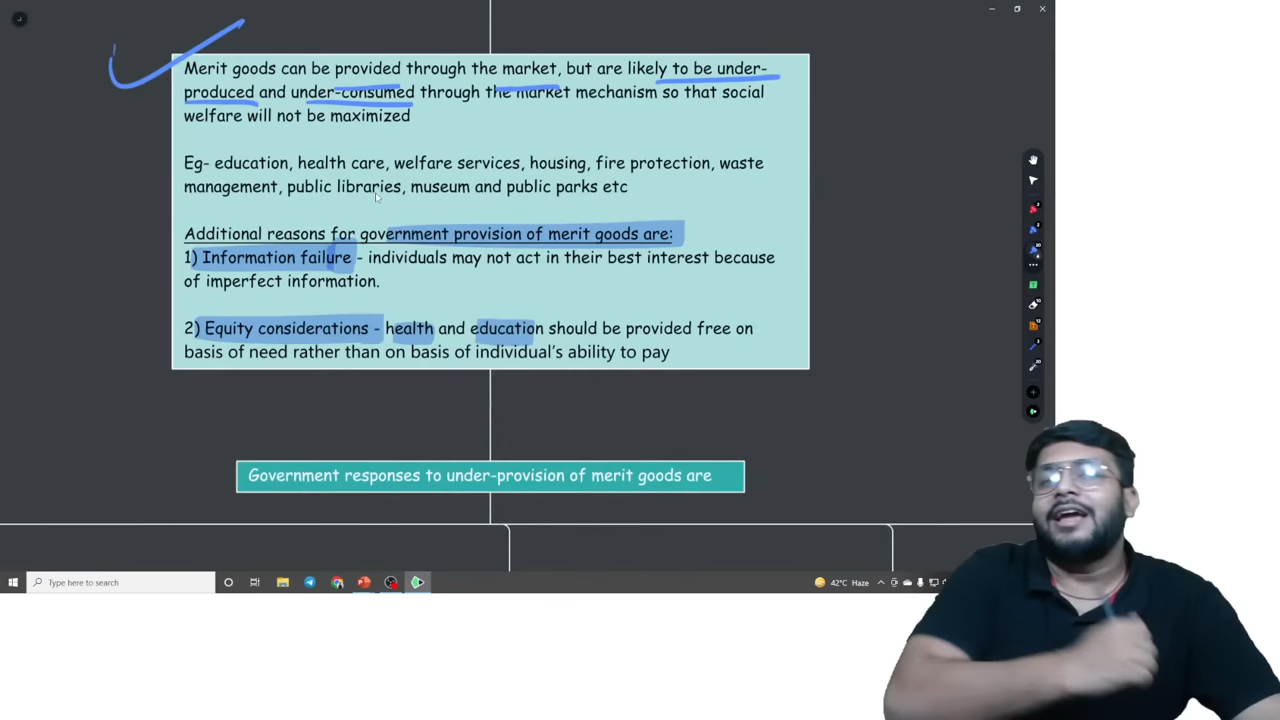 Merit goods can be provided through the market, but are likely to be under-
produced and under-consumed through the market mechanism so that social
welfare will not be maximized
Eg- education, health care, welfare services, housing, fire protection, waste
management, public libraries, museum and public parks etc
Additional reasons for government provision of merit goods are:
1) Information failure - individuals may not act in their best interest because
of imperfect information.
2) Equity considerations - health and education should be provided free on
basis of need rather than on basis of individual's ability to pay
Government responses to under-provision of merit goods are
Type here to search
42°C Haze